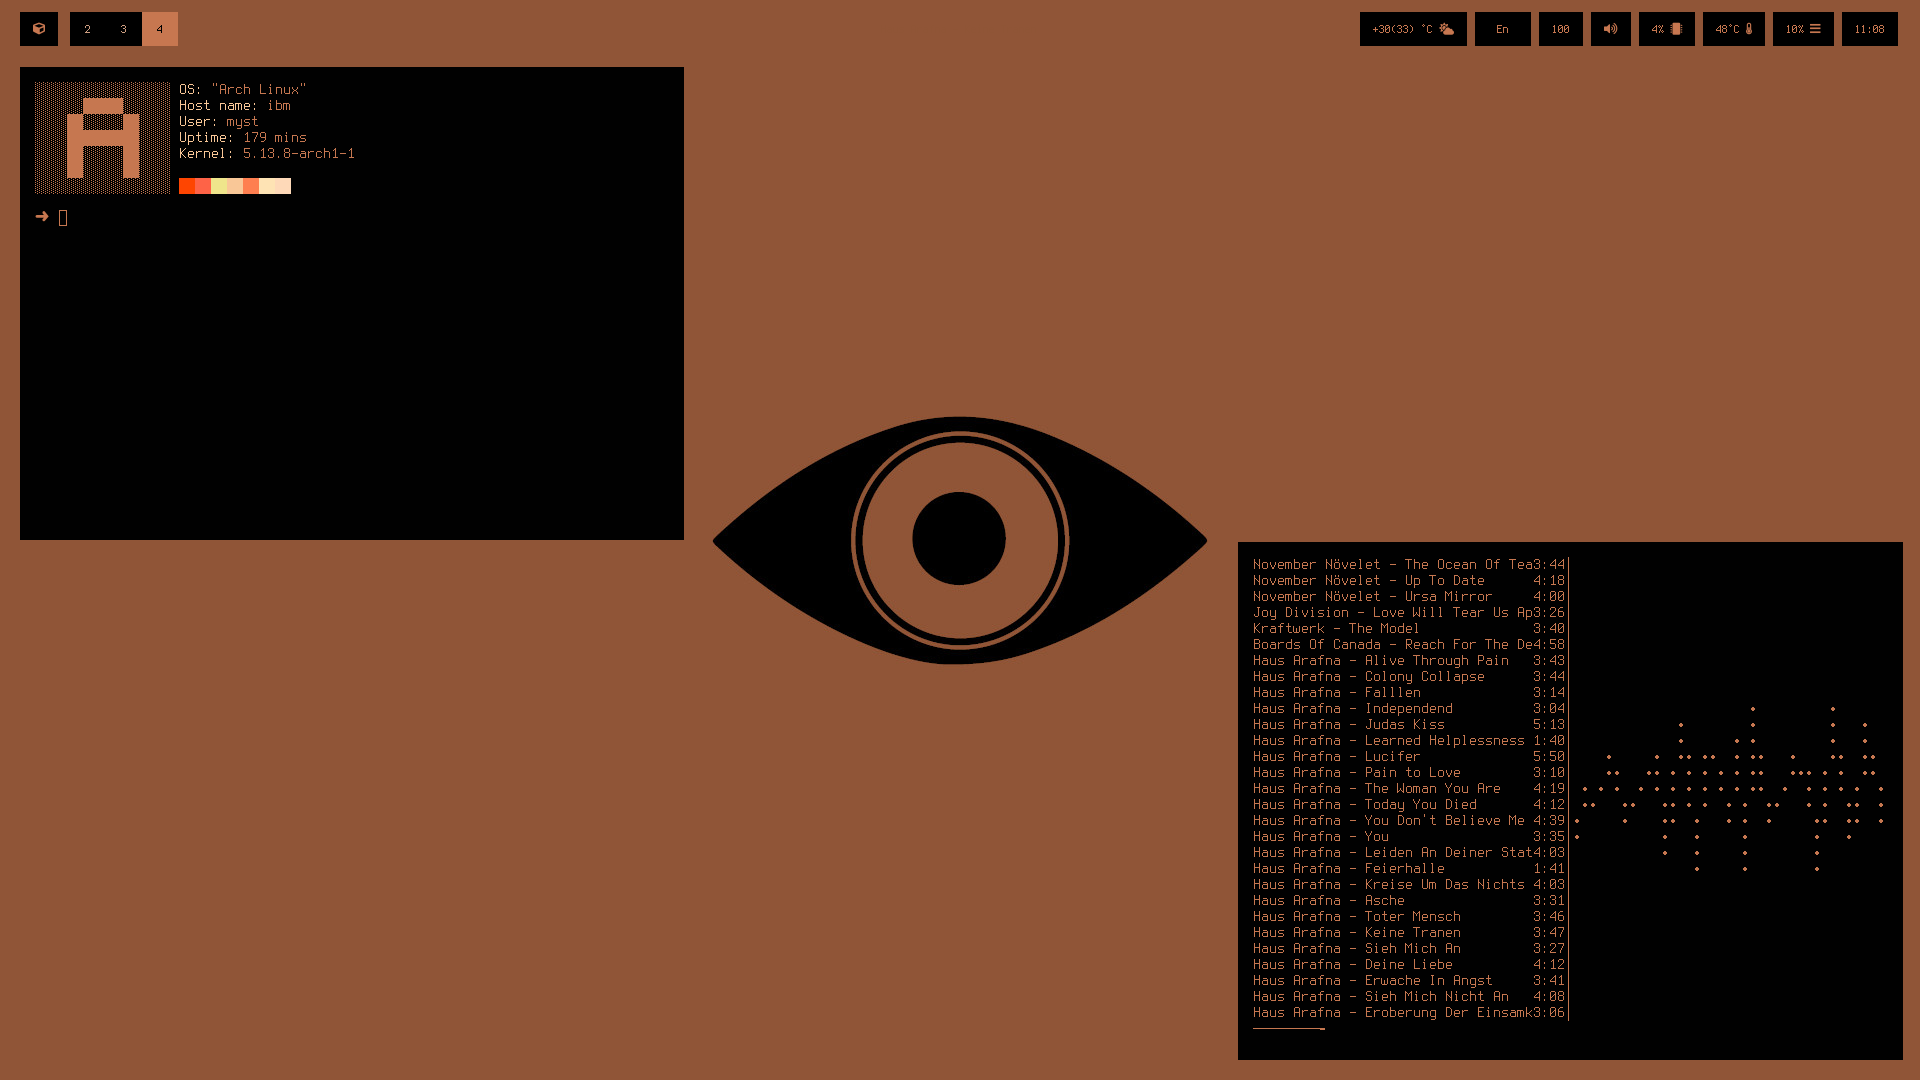 2 3 4
+30(33) °C En 100 4% 48°C 10% 11:08
OS: "Arch Linux"
Host name: ibm
User: myst
Uptime: 179 mins
Kernel: 5.13.8-arch1-1
November Növelet - The Ocean Of Tea3:44
November Növelet - Up To Date 4:18
November Növelet - Ursa Mirror 4:00
Joy Division - Love Will Tear Us Ap3:26
Kraftwerk - The Model 3:40
Boards Of Canada - Reach For The De4:58
Haus Arafna - Alive Through Pain 3:43
Haus Arafna - Colony Collapse 3:44
Haus Arafna - Falllen 3:14
Haus Arafna - Independend 3:04
Haus Arafna - Judas Kiss 5:13
Haus Arafna - Learned Helplessness 1:40
Haus Arafna - Lucifer 5:50
Haus Arafna - Pain to Love 3:10
Haus Arafna - The Woman You Are 4:19
Haus Arafna - Today You Died 4:12
Haus Arafna - You Don't Believe Me 4:39
Haus Arafna - You 3:35
Haus Arafna - Leiden An Deiner Stat4:03
Haus Arafna - Feierhalle 1:41
Haus Arafna - Kreise Um Das Nichts 4:03
Haus Arafna - Asche 3:31
Haus Arafna - Toter Mensch 3:46
Haus Arafna - Keine Tranen 3:47
Haus Arafna - Sieh Mich An 3:27
Haus Arafna - Deine Liebe 4:12
Haus Arafna - Erwache In Angst 3:41
Haus Arafna - Sieh Mich Nicht An 4:08
Haus Arafna - Eroberung Der Einsamk3:06